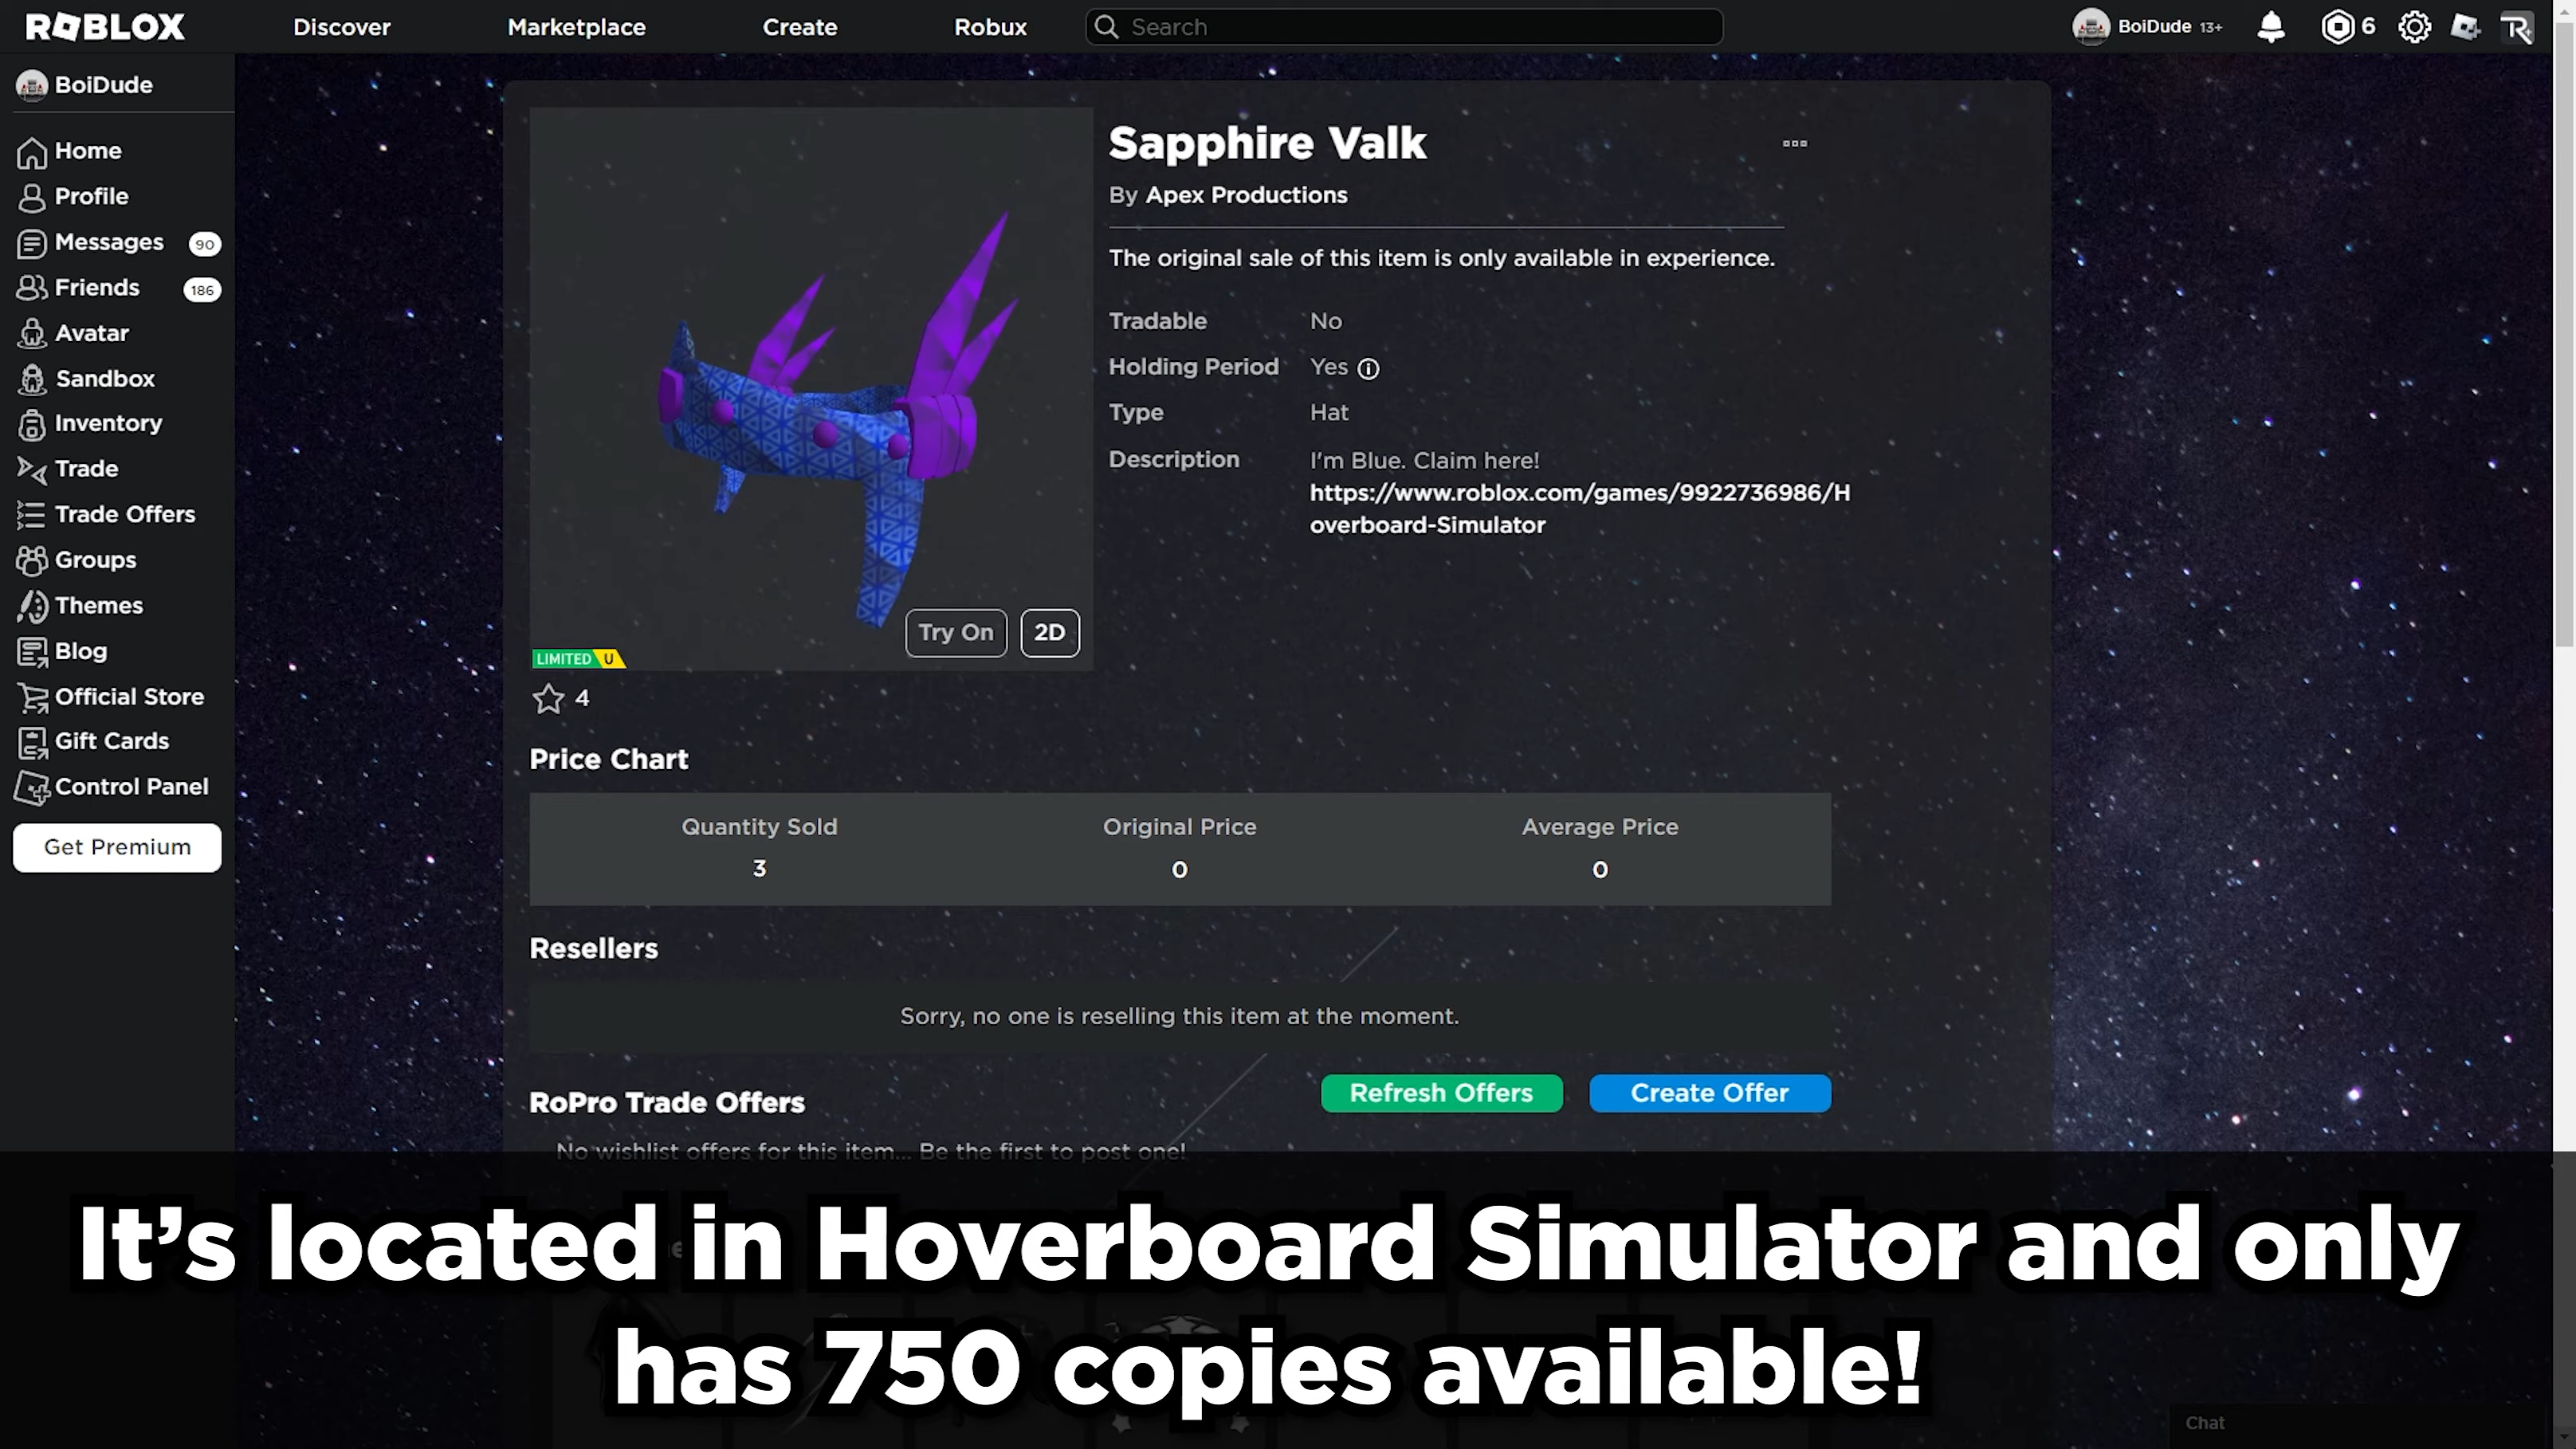 ROBLOX
Discover
Marketplace
Create
Robux
Search
BoiDude 13+
6
BoiDude
Home
Profile
Messages 90
Friends 186
Avatar
Sandbox
Inventory
Trade
Trade Offers
Groups
Themes
Blog
Official Store
Gift Cards
Control Panel
Get Premium
Sapphire Valk
By Apex Productions
The original sale of this item is only available in experience.
Tradable No
Holding Period Yes
Type Hat
Description I'm Blue. Claim here!
https://www.roblox.com/games/9922736986/H
overboard-Simulator
Try On
2D
LIMITED U
4
Price Chart
Quantity Sold
Original Price
Average Price
3
0
0
Resellers
Sorry, no one is reselling this item at the moment.
RoPro Trade Offers
Refresh Offers
Create Offer
No wishlist offers for this item... Be the first to post one!
It's located in Hoverboard Simulator and only
has 750 copies available!
Chat